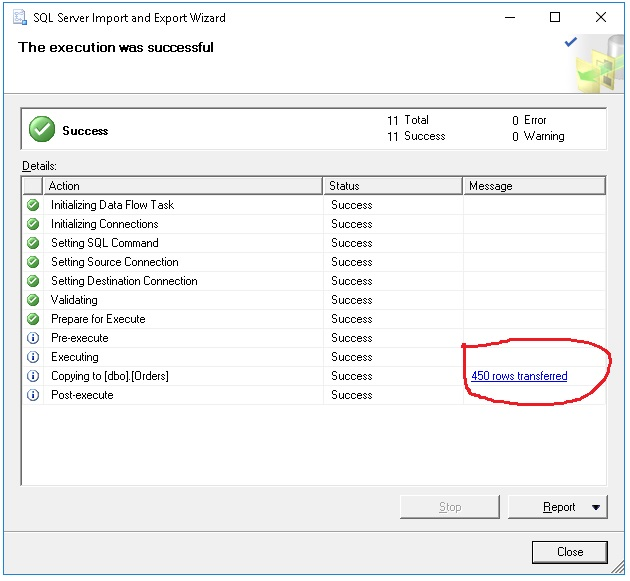 SQL Server Import and Export Wizard
The execution was successful
Success
11 Total 0 Error
11 Success 0 Warning
Details:
Action Status Message
Initializing Data Flow Task Success
Initializing Connections Success
Setting SQL Command Success
Setting Source Connection Success
Setting Destination Connection Success
Validating Success
Prepare for Execute Success
Pre-execute Success
Executing Success
Copying to [dbo].[Orders] Success 450 rows transferred
Post-execute Success
Stop Report
Close